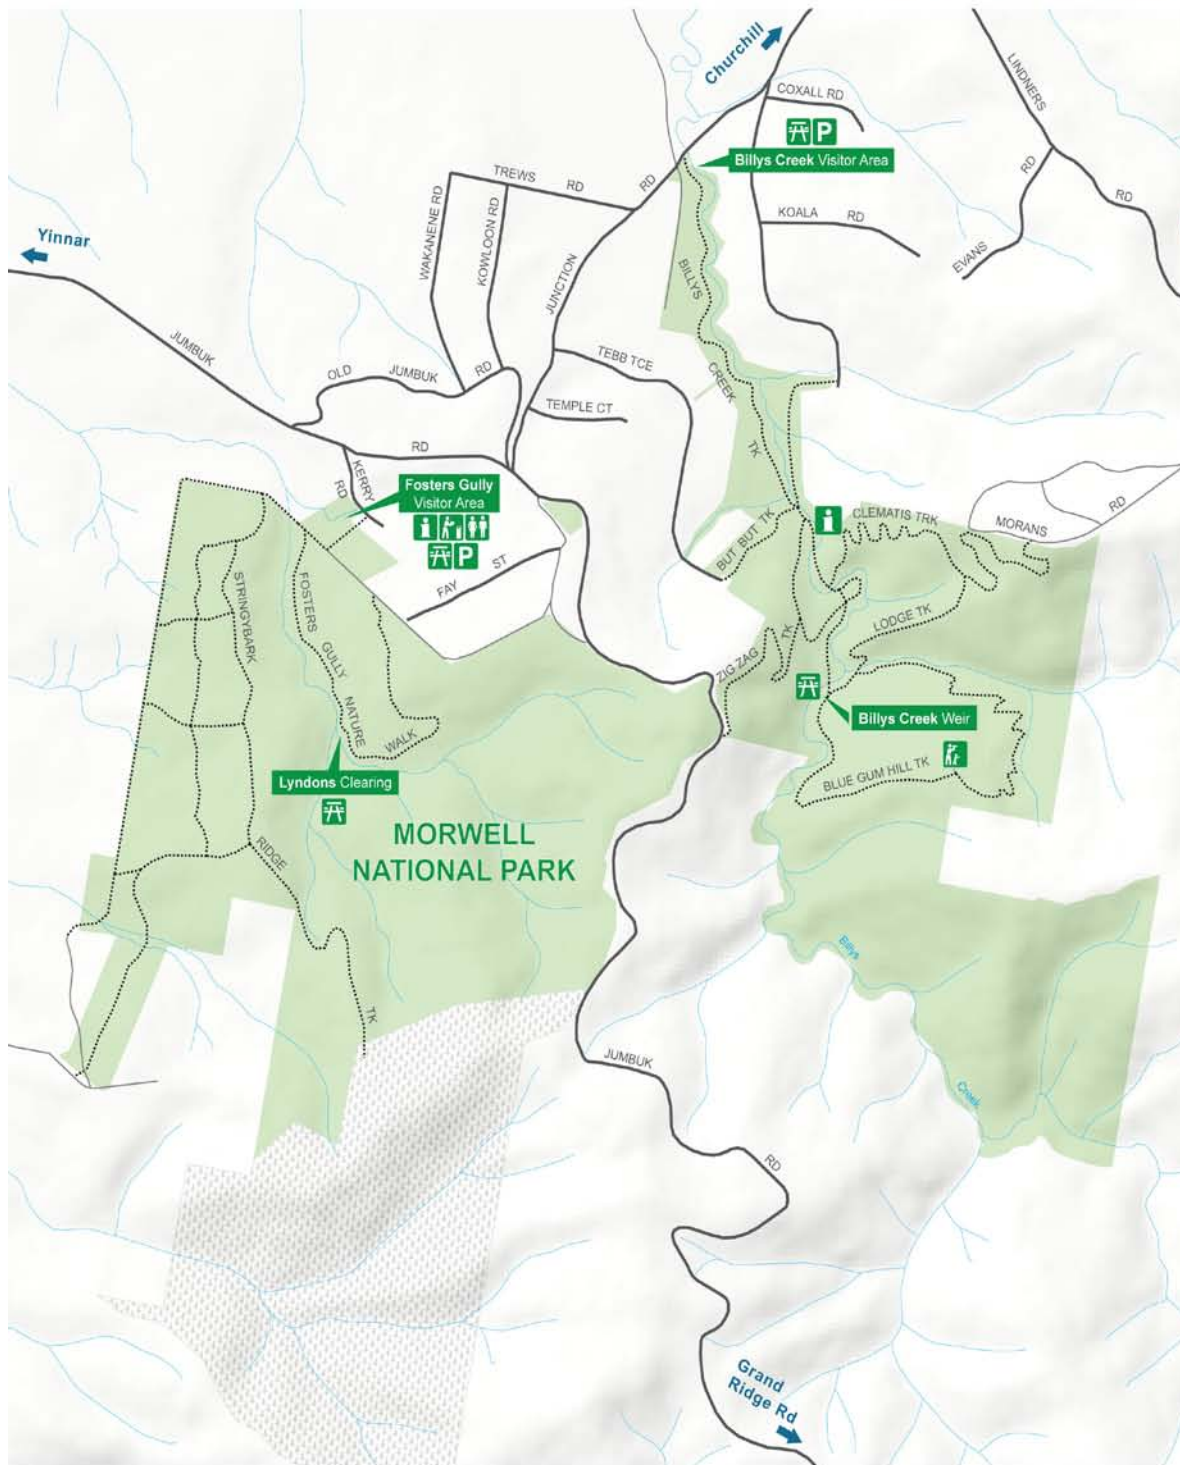 Churchill
LINDNERS
RD
COXALL RD
P
Billys Creek Visitor Area
TREWS RD
RD
WAKANENE RD
KOWLOON RD
KOALA RD
RD
EVANS
Yinnar
JUNCTION
BILLYS
JUMBUK
TEBB TCE
OLD JUMBUK RD
CREEK
TEMPLE CT
RD
TK
KERRY RD
Fosters Gully
Visitor Area
i
P
i
CLEMATIS TRK
MORANS RD
BUT BUT TK
FAY ST
STRINGYBARK
FOSTERS
GULLY
NATURE
WALK
LODGE TK
ZIG ZAG TK
Billys Creek Weir
BLUE GUM HILL TK
Lyndons Clearing
MORWELL
NATIONAL PARK
RIDGE
TK
Billys
Creek
JUMBUK
RD
Grand
Ridge Rd